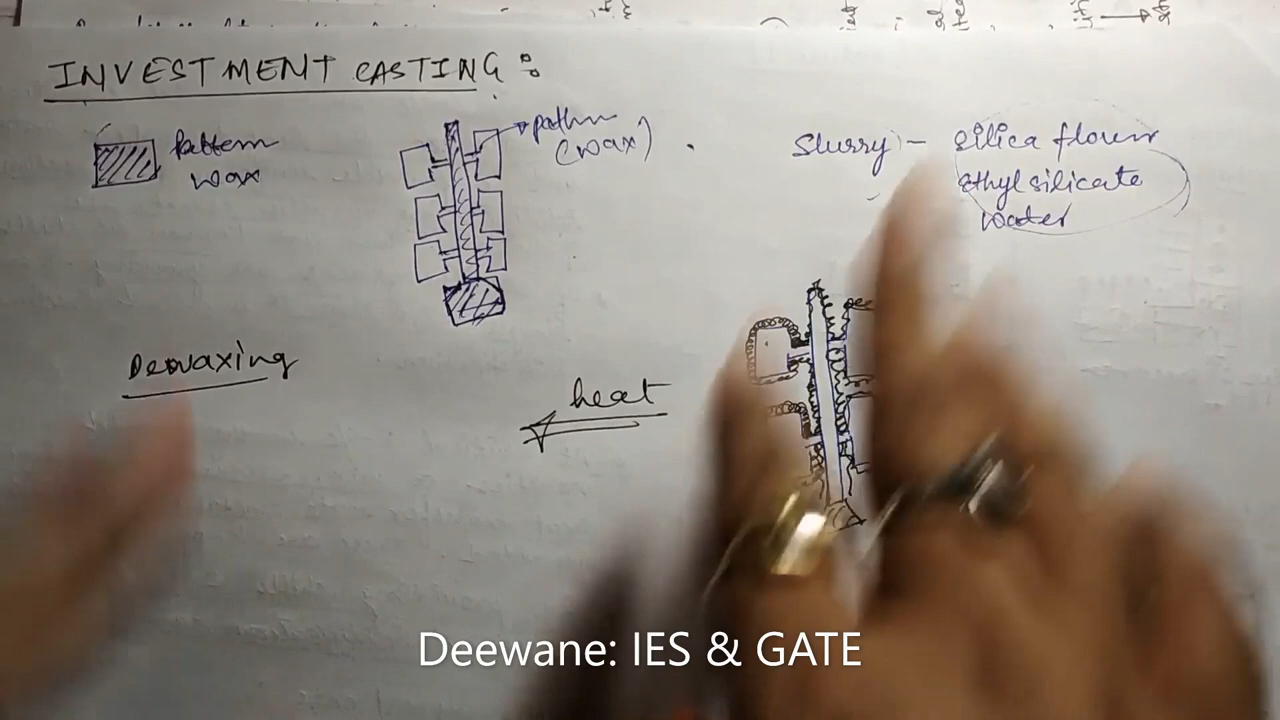 INVESTMENT CASTING :
Pattern
wax
pattern
(wax)
Slurry :- Silica flour
ethyl silicate
water
Dewaxing
heat
Deewane: IES & GATE